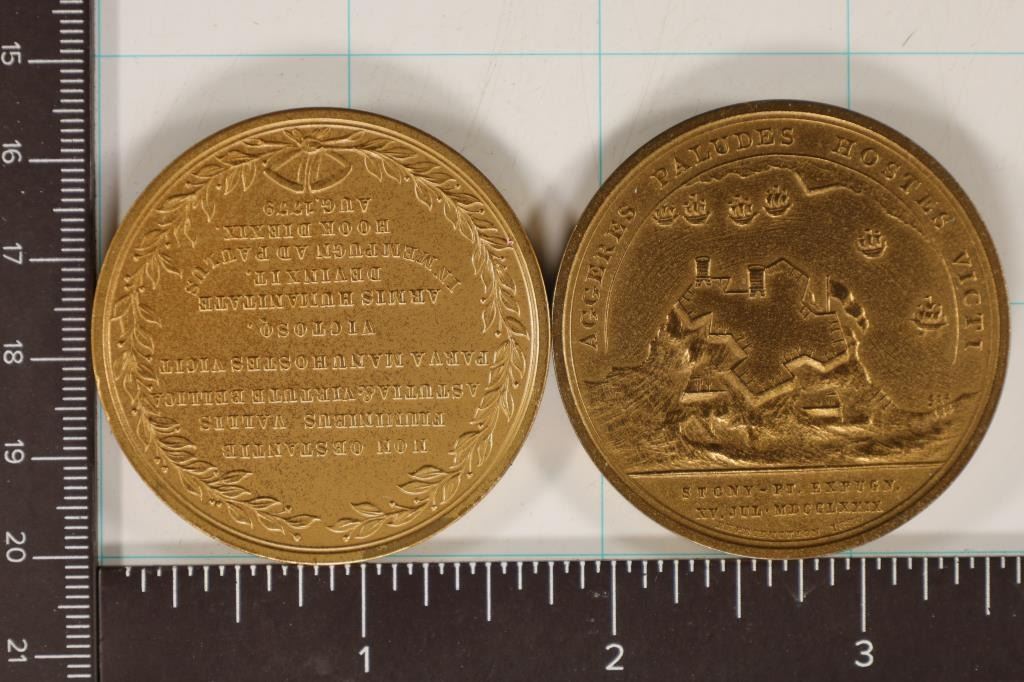 NON OBSTANTIB
FLUMINIBUS VALLIS
ASTUTIA & VIRTUTE BELLICA
PARVA MANU HOSTES VICIT
VICTOSQ.
ARMIS HUMANITATE
DEVINXIT.
IN MEM PUGN AD PAULUS
HOOK DIE XIX.
AUG. 1779
AGGERES PALUDES HOSTES VICTI
STONY-PT. EXPUGN.
XV. JUL. MDCCLXXIX
15
16
17
18
19
20
21
1 2 3